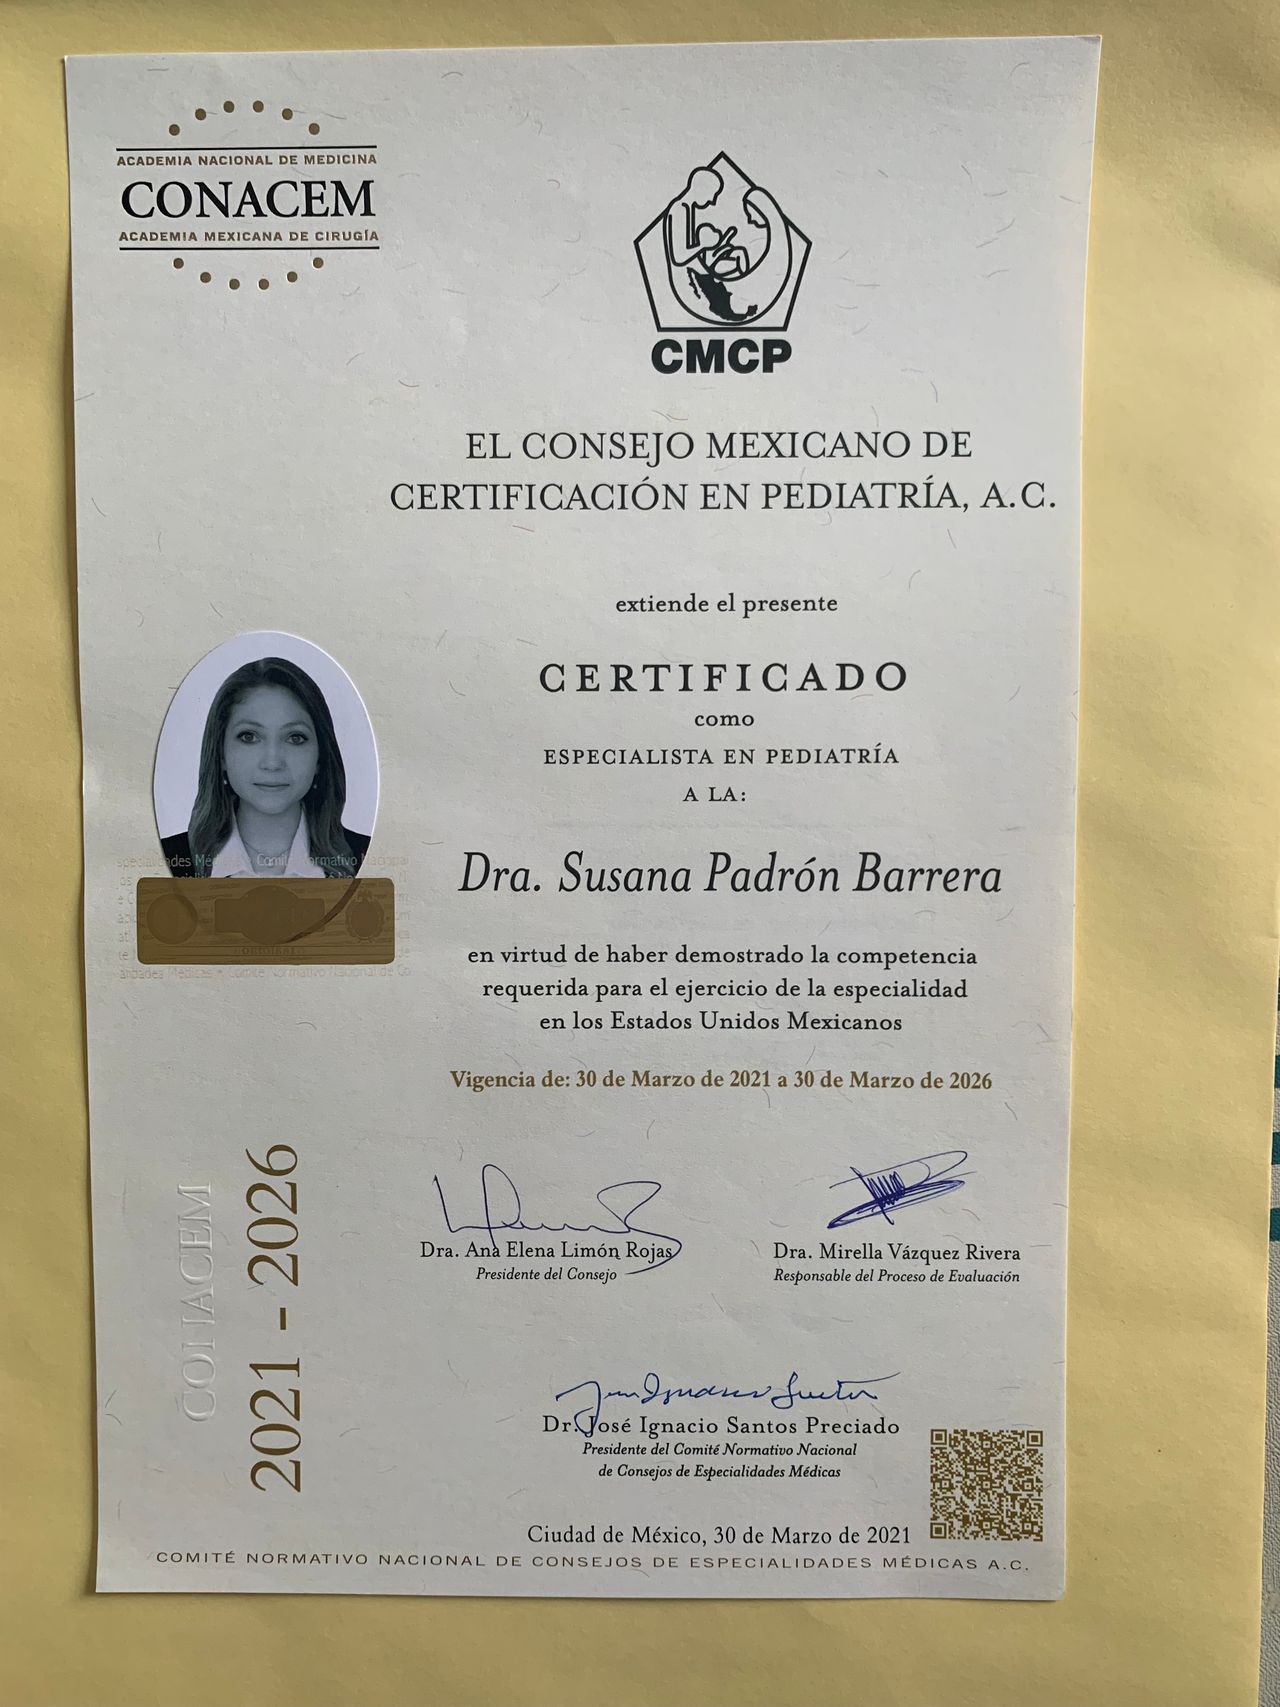 ACADEMIA NACIONAL DE MEDICINA
CONACEM
ACADEMIA MEXICANA DE CIRUGÍA
CMCP
EL CONSEJO MEXICANO DE
CERTIFICACIÓN EN PEDIATRÍA, A.C.
extiende el presente
CERTIFICADO
como
ESPECIALISTA EN PEDIATRÍA
A LA:
Dra. Susana Padrón Barrera
en virtud de haber demostrado la competencia
requerida para el ejercicio de la especialidad
en los Estados Unidos Mexicanos
Vigencia de: 30 de Marzo de 2021 a 30 de Marzo de 2026
2021 - 2026
Dra. Ana Elena Limón Rojas
Presidente del Consejo
Dra. Mirella Vázquez Rivera
Responsable del Proceso de Evaluación
Dr. José Ignacio Santos Preciado
Presidente del Comité Normativo Nacional
de Consejos de Especialidades Médicas
Ciudad de México, 30 de Marzo de 2021
COMITÉ NORMATIVO NACIONAL DE CONSEJOS DE ESPECIALIDADES MÉDICAS A.C.